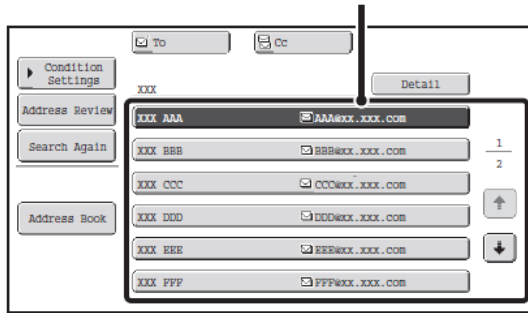 To
Cc
Condition
Settings
XXX
Detail
Address Review
XXX AAA AAA@xx.xxx.com
Search Again
XXX BBB BBB@xx.xxx.com
1
2
XXX CCC CCC@xx.xxx.com
Address Book
XXX DDD DDD@xx.xxx.com
XXX EEE EEE@xx.xxx.com
XXX FFF FFF@xx.xxx.com